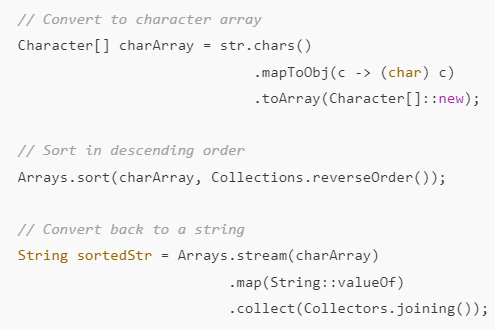 // Convert to character array
Character[] charArray = str.chars()
.mapToObj(c -> (char) c)
.toArray(Character[]::new);
// Sort in descending order
Arrays.sort(charArray, Collections.reverseOrder());
// Convert back to a string
String sortedStr = Arrays.stream(charArray)
.map(String::valueOf)
.collect(Collectors.joining());